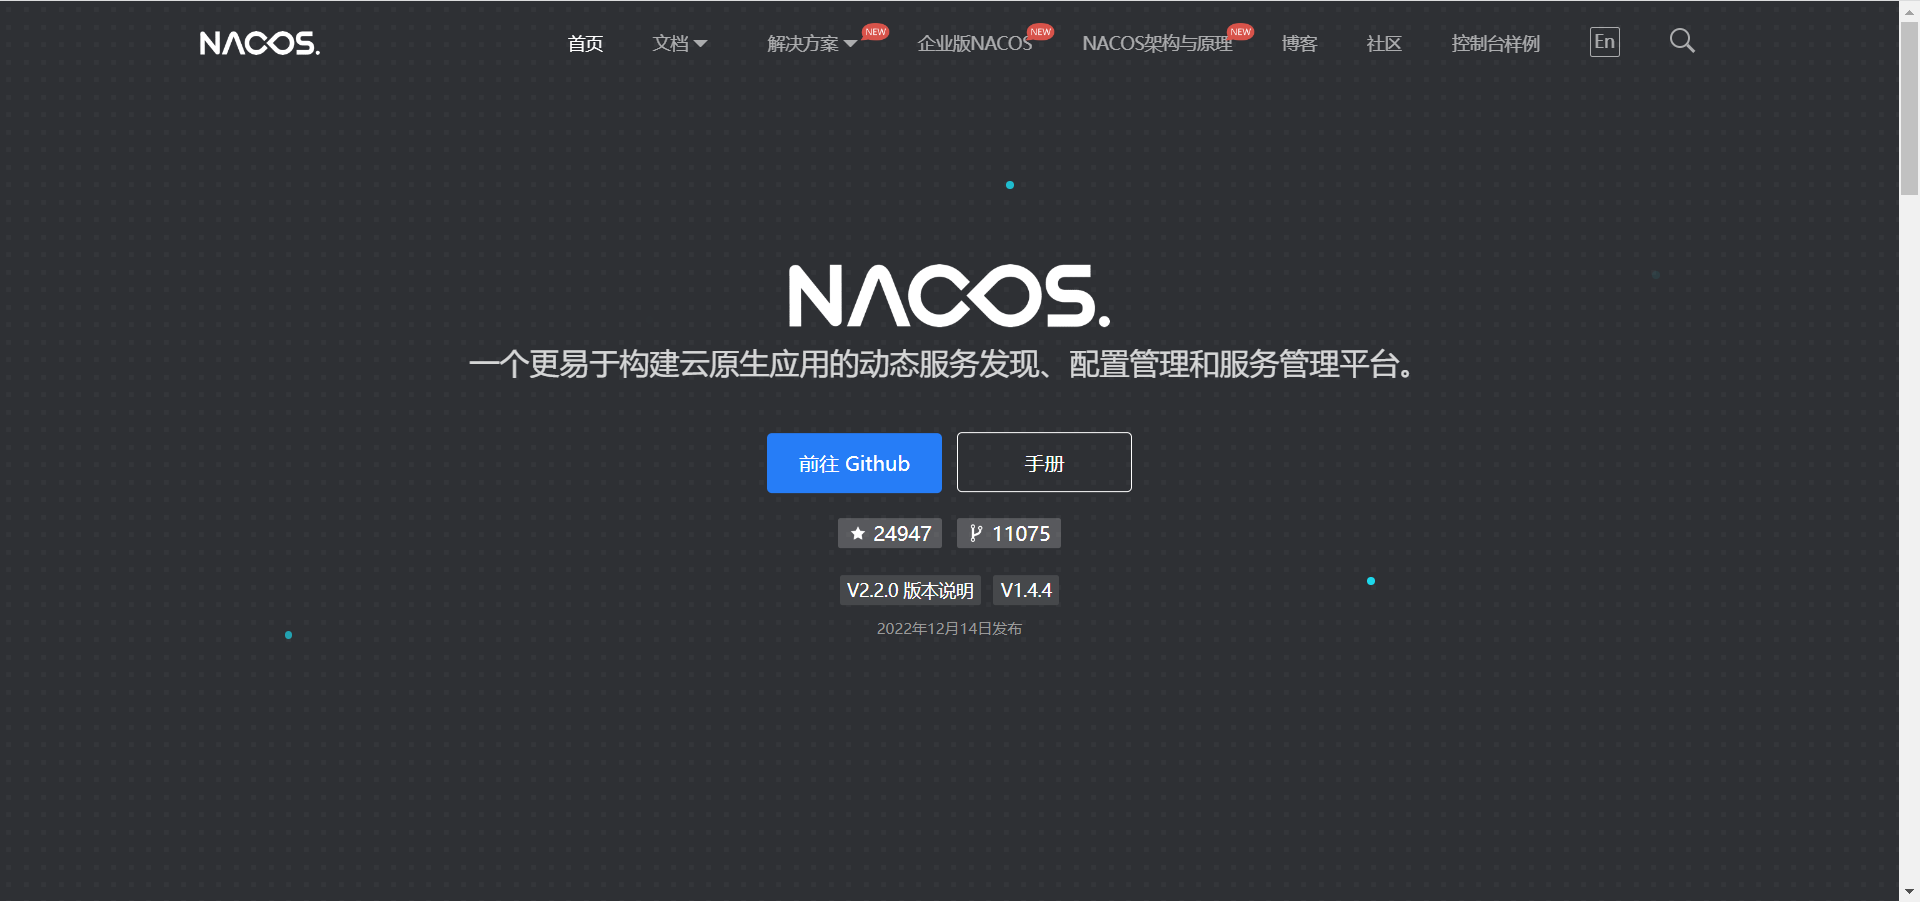 NACOS.
首页 文档 解决方案 NEW 企业版NACOS NEW NACOS架构与原理 NEW 博客 社区 控制台样例 En
NACOS.
一个更易于构建云原生应用的动态服务发现、配置管理和服务管理平台。
前往 Github 手册
24947 11075
V2.2.0 版本说明 V1.4.4
2022年12月14日发布